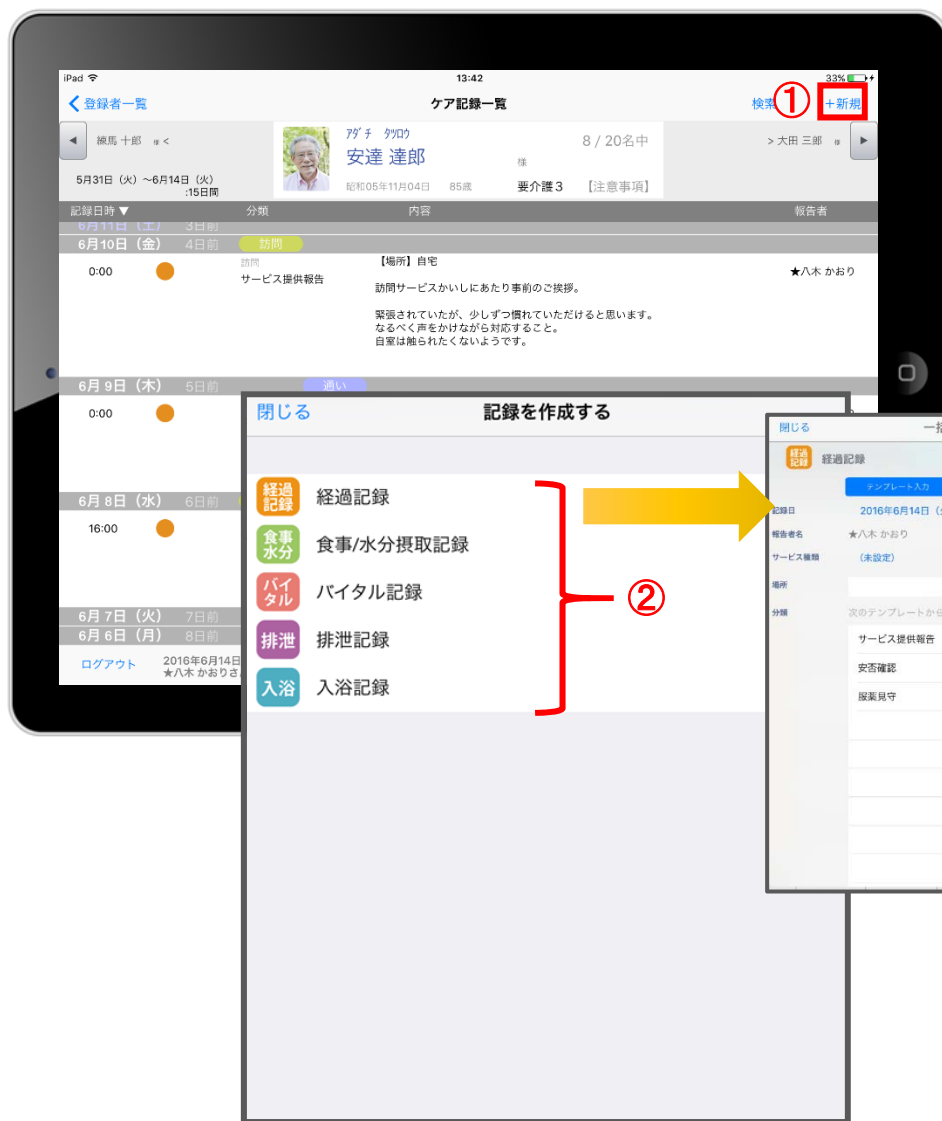 iPad 13:42 33%
登録者一覧 ケア記録一覧 検索 ① +新規
練馬 十郎 様 < アダチ タツロウ 8 / 20名中 > 大田 三郎 様
安達 達郎 様
5月31日（火）～6月14日（火） :15日間 昭和05年11月04日 85歳 要介護３ 【注意事項】
記録日時 ▼ 分類 内容 報告者
6月11日（土） 3日前
6月10日（金） 4日前 訪問
訪問 【場所】自宅
0:00 サービス提供報告 ★八木 かおり
訪問サービスかいしにあたり事前のご挨拶。
緊張されていたが、少しずつ慣れていただけると思います。
なるべく声をかけながら対応すること。
自室は触られたくないようです。
6月 9日（木） 5日前 通い
0:00
6月 8日（水） 6日前
16:00
6月 7日（火） 7日前
6月 6日（月） 8日前
ログアウト 2016年6月14日
★八木 かおりさ
閉じる 記録を作成する
経過記録 経過記録
食事水分 食事/水分摂取記録
バイタル バイタル記録
排泄 排泄記録
入浴 入浴記録
②
閉じる 一括
経過記録 経過記録
テンプレート入力
記録日 2016年6月14日（
報告者名 ★八木 かおり
サービス種類 （未設定）
場所
分類 次のテンプレートから
サービス提供報告
安否確認
服薬見守